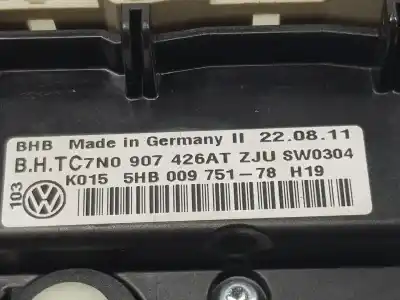 BHB Made in Germany II 22.08.11
B.H.TC7N0 907 426AT ZJU SW0304
K015 5HB 009 751-78 H19
103